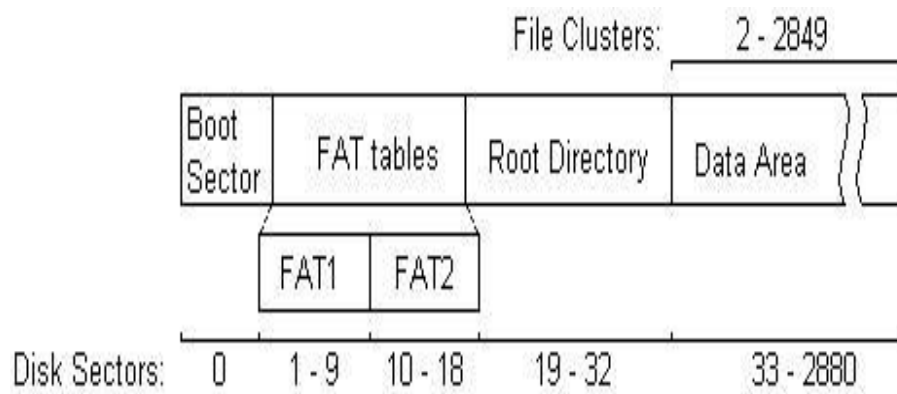 File Clusters: 2 - 2849
Boot Sector
FAT tables
Root Directory
Data Area
FAT1
FAT2
Disk Sectors: 0 1 - 9 10 - 18 19 - 32 33 - 2880